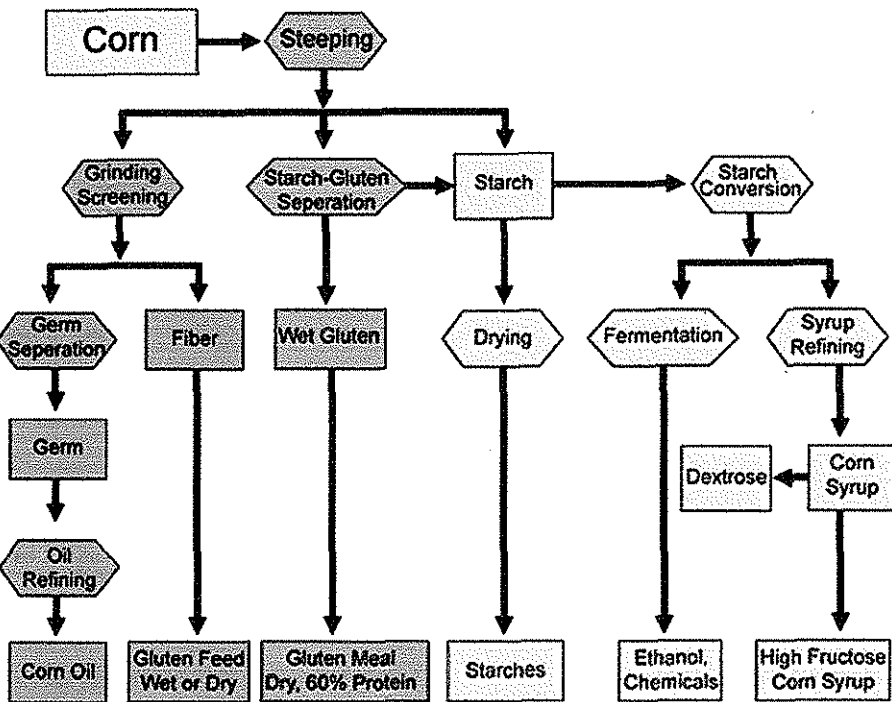 Corn
Steeping
Grinding
Screening
Starch-Gluten
Seperation
Starch
Starch
Conversion
Germ
Seperation
Fiber
Wet Gluten
Drying
Fermentation
Syrup
Refining
Germ
Dextrose
Corn
Syrup
Oil
Refining
Corn Oil
Gluten Feed
Wet or Dry
Gluten Meal
Dry, 60% Protein
Starches
Ethanol,
Chemicals
High Fructose
Corn Syrup